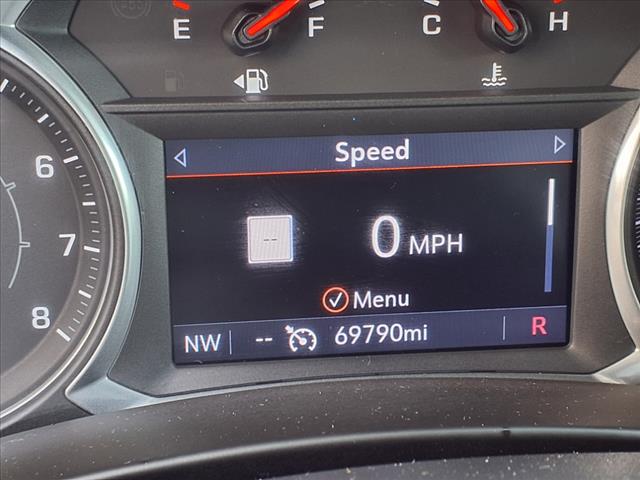 E F C H
Speed
6
-- 0 MPH
7
Menu
8
NW -- 69790mi R